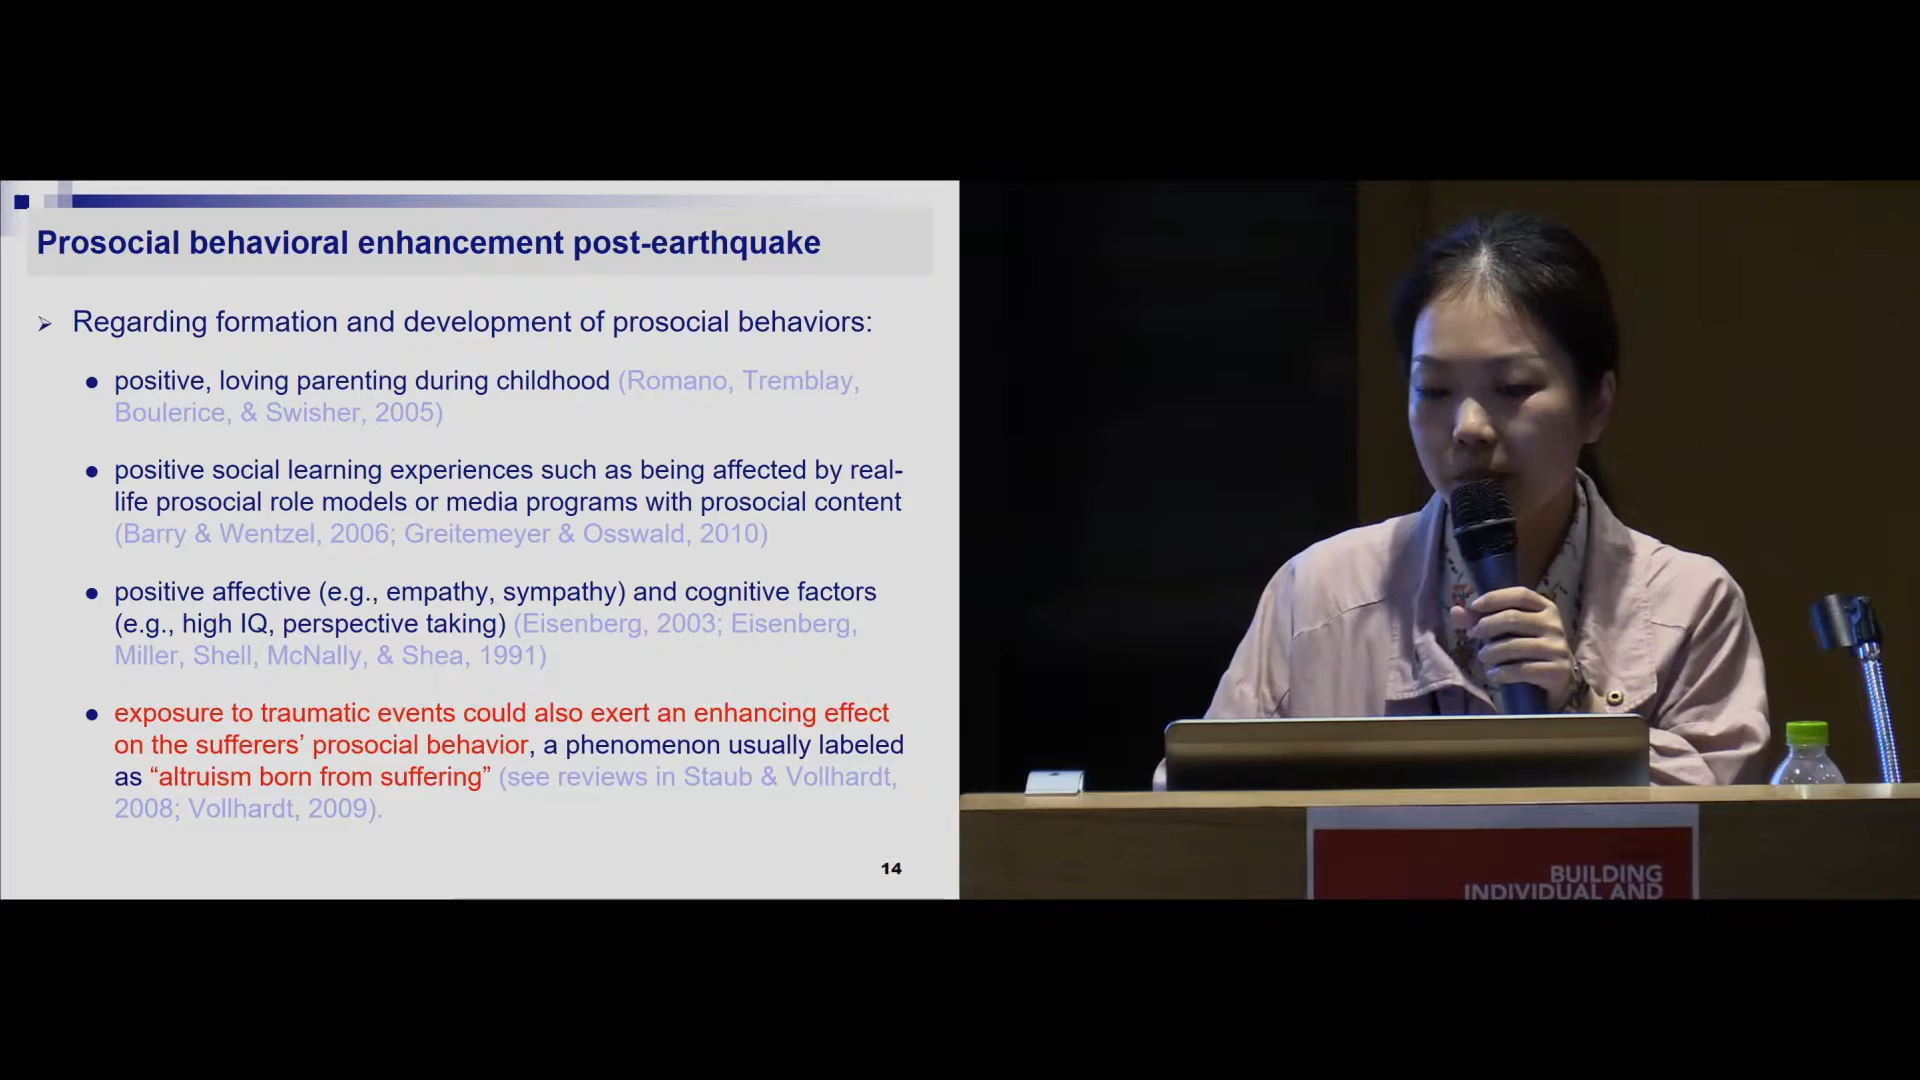 Prosocial behavioral enhancement post-earthquake
Regarding formation and development of prosocial behaviors:
positive, loving parenting during childhood (Romano, Tremblay,
Boulerice, & Swisher, 2005)
positive social learning experiences such as being affected by real-
life prosocial role models or media programs with prosocial content
(Barry & Wentzel, 2006; Greitemeyer & Osswald, 2010)
positive affective (e.g., empathy, sympathy) and cognitive factors
(e.g., high IQ, perspective taking) (Eisenberg, 2003; Eisenberg,
Miller, Shell, McNally, & Shea, 1991)
exposure to traumatic events could also exert an enhancing effect
on the sufferers’ prosocial behavior, a phenomenon usually labeled
as “altruism born from suffering” (see reviews in Staub & Vollhardt,
2008; Vollhardt, 2009).
14
BUILDING
INDIVIDUAL AND